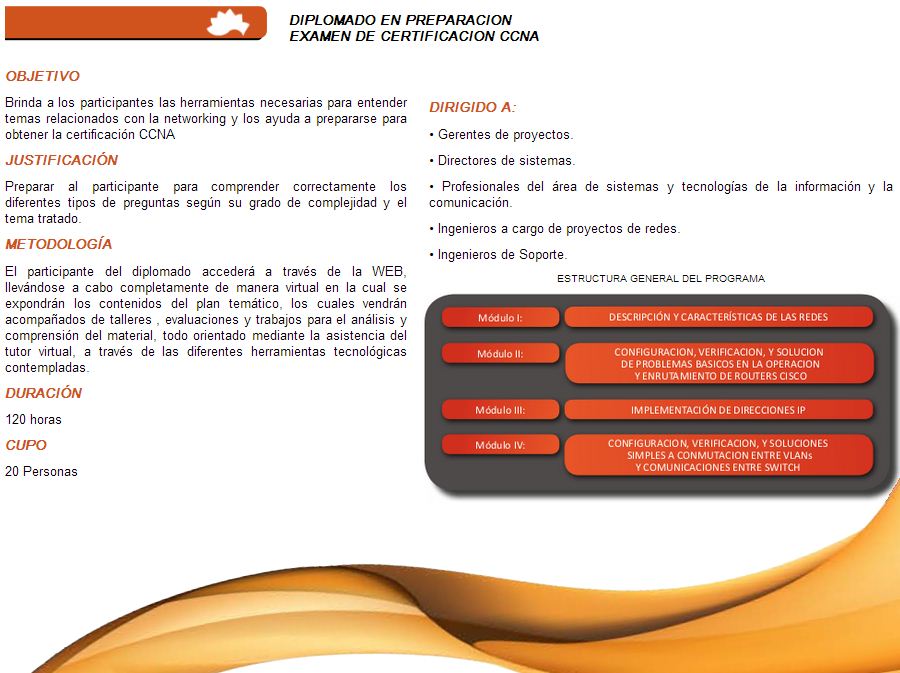 DIPLOMADO EN PREPARACION
EXAMEN DE CERTIFICACION CCNA
OBJETIVO
Brinda a los participantes las herramientas necesarias para entender
temas relacionados con la networking y los ayuda a prepararse para
obtener la certificación CCNA
JUSTIFICACIÓN
Preparar al participante para comprender correctamente los
diferentes tipos de preguntas según su grado de complejidad y el
tema tratado.
METODOLOGÍA
El participante del diplomado accederá a través de la WEB,
llevándose a cabo completamente de manera virtual en la cual se
expondrán los contenidos del plan temático, los cuales vendrán
acompañados de talleres , evaluaciones y trabajos para el análisis y
comprensión del material, todo orientado mediante la asistencia del
tutor virtual, a través de las diferentes herramientas tecnológicas
contempladas.
DURACIÓN
120 horas
CUPO
20 Personas
DIRIGIDO A:
• Gerentes de proyectos.
• Directores de sistemas.
• Profesionales del área de sistemas y tecnologías de la información y la
comunicación.
• Ingenieros a cargo de proyectos de redes.
• Ingenieros de Soporte.
ESTRUCTURA GENERAL DEL PROGRAMA
Módulo I:
DESCRIPCIÓN Y CARACTERÍSTICAS DE LAS REDES
Módulo II:
CONFIGURACION, VERIFICACION, Y SOLUCION
DE PROBLEMAS BASICOS EN LA OPERACION
Y ENRUTAMIENTO DE ROUTERS CISCO
Módulo III:
IMPLEMENTACIÓN DE DIRECCIONES IP
Módulo IV:
CONFIGURACION, VERIFICACION, Y SOLUCIONES
SIMPLES A CONMUTACION ENTRE VLANs
Y COMUNICACIONES ENTRE SWITCH